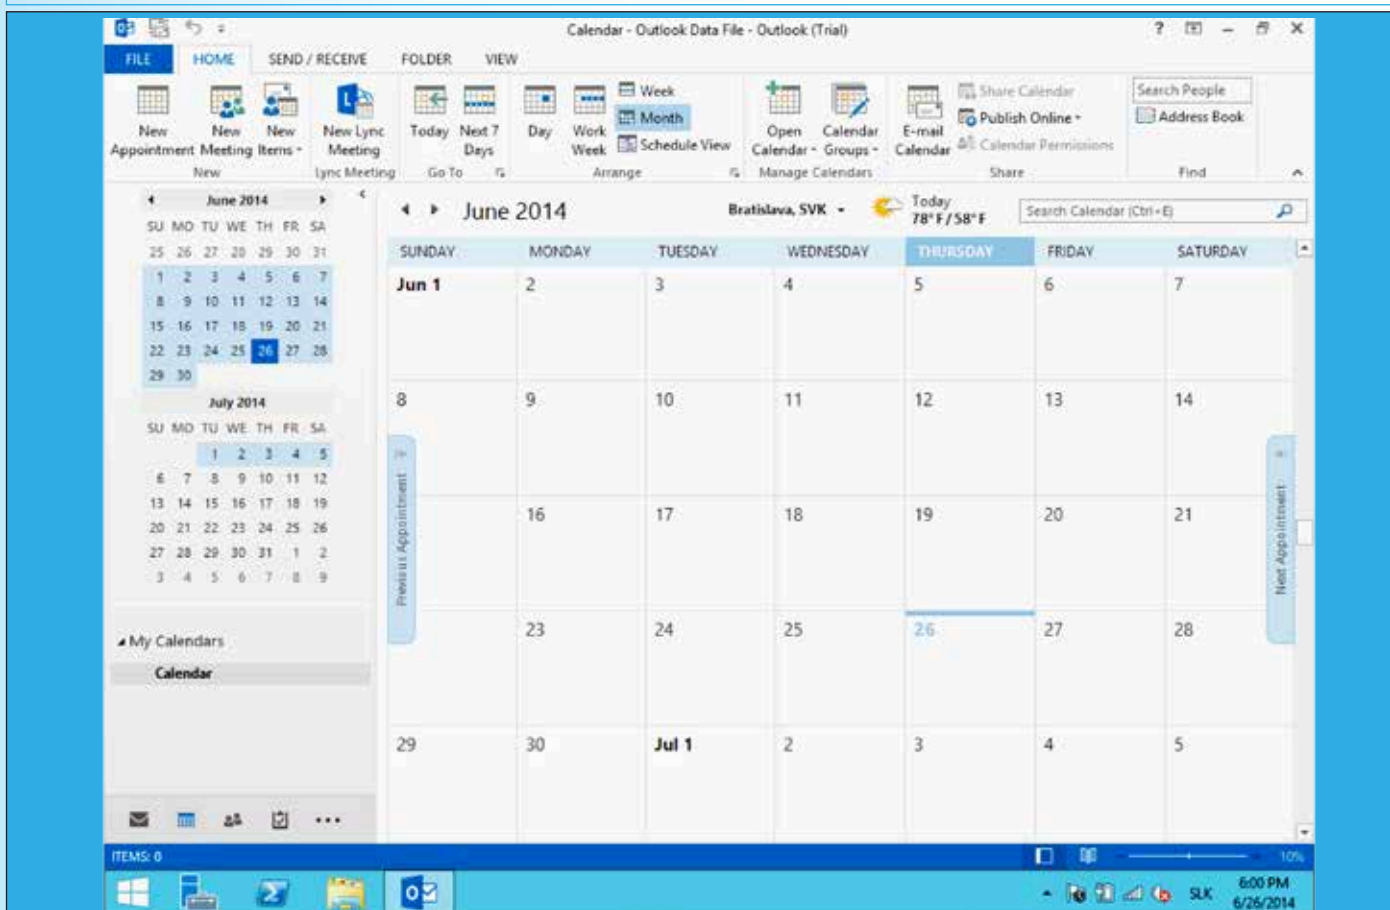 Calendar - Outlook Data File - Outlook (Trial)
?
FILE HOME SEND / RECEIVE FOLDER VIEW
New Appointment
New Meeting
New Items
New Lync Meeting
Today
Next 7 Days
Day
Work Week
Week
Month
Schedule View
Open Calendar
Calendar Groups
E-mail Calendar
Share Calendar
Publish Online
Calendar Permissions
Search People
Address Book
New Lync Meeting Go To Arrange Manage Calendars Share Find
June 2014
SU MO TU WE TH FR SA
25 26 27 28 29 30 31
1 2 3 4 5 6 7
8 9 10 11 12 13 14
15 16 17 18 19 20 21
22 23 24 25 26 27 28
29 30
July 2014
SU MO TU WE TH FR SA
1 2 3 4 5
6 7 8 9 10 11 12
13 14 15 16 17 18 19
20 21 22 23 24 25 26
27 28 29 30 31 1 2
3 4 5 6 7 8 9
My Calendars
Calendar
June 2014
Bratislava, SVK
Today
78°F/58°F
Search Calendar (Ctrl+E)
SUNDAY MONDAY TUESDAY WEDNESDAY THURSDAY FRIDAY SATURDAY
Jun 1 2 3 4 5 6 7
8 9 10 11 12 13 14
16 17 18 19 20 21
23 24 25 26 27 28
29 30 Jul 1 2 3 4 5
Previous Appointment
Next Appointment
ITEMS: 0
10%
SLK
6:00 PM
6/26/2014